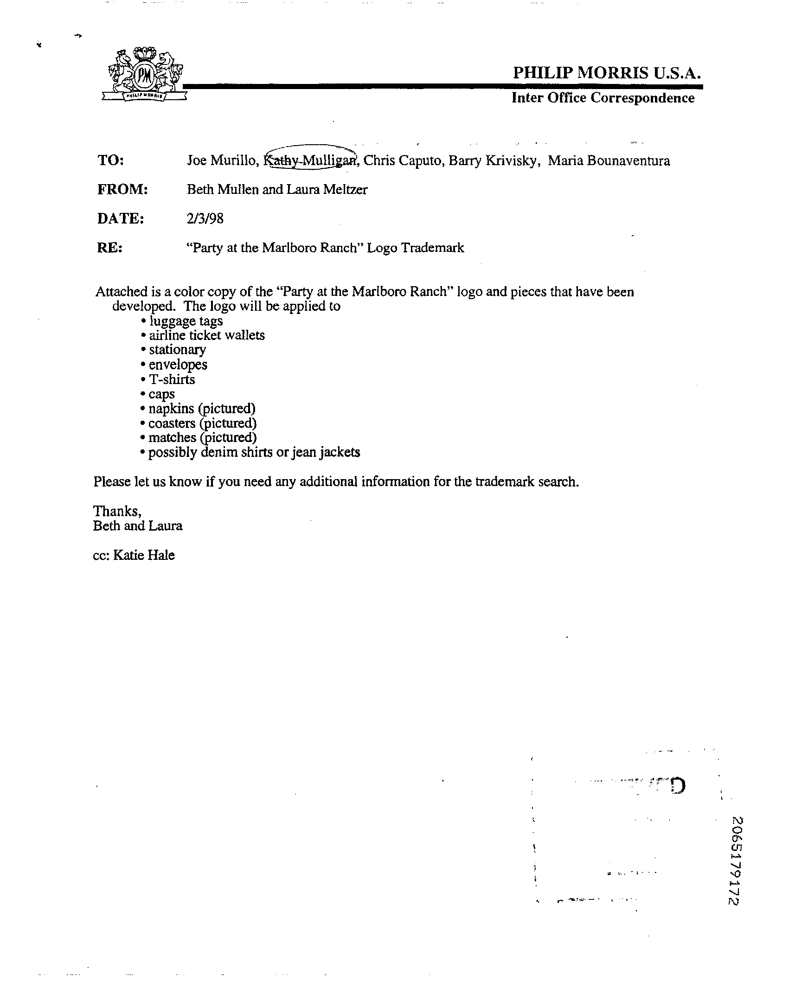 PM
PHILIP MORRIS
PHILIP MORRIS U.S.A.
Inter Office Correspondence
TO: Joe Murillo, Kathy Mulligan, Chris Caputo, Barry Krivisky, Maria Bounaventura
FROM: Beth Mullen and Laura Meltzer
DATE: 2/3/98
RE: “Party at the Marlboro Ranch” Logo Trademark
Attached is a color copy of the “Party at the Marlboro Ranch” logo and pieces that have been
developed. The logo will be applied to
• luggage tags
• airline ticket wallets
• stationary
• envelopes
• T-shirts
• caps
• napkins (pictured)
• coasters (pictured)
• matches (pictured)
• possibly denim shirts or jean jackets
Please let us know if you need any additional information for the trademark search.
Thanks,
Beth and Laura
cc: Katie Hale
2065179172